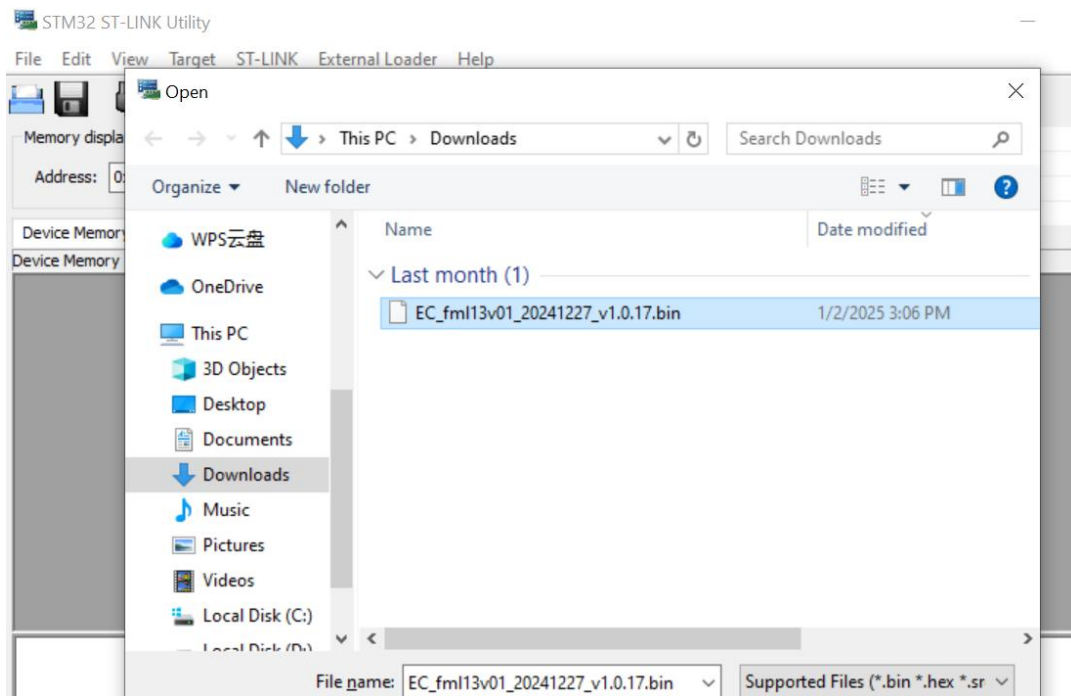 STM32 ST-LINK Utility
File Edit View Target ST-LINK External Loader Help
Open
Memory displa
This PC > Downloads
Search Downloads
Address: 0
Organize New folder
Device Memory
Device Memory
WPS云盘
OneDrive
This PC
3D Objects
Desktop
Documents
Downloads
Music
Pictures
Videos
Local Disk (C:)
Local Disk (D:)
Name Date modified
Last month (1)
EC_fml13v01_20241227_v1.0.17.bin 1/2/2025 3:06 PM
File name: EC_fml13v01_20241227_v1.0.17.bin
Supported Files (*.bin *.hex *.sr